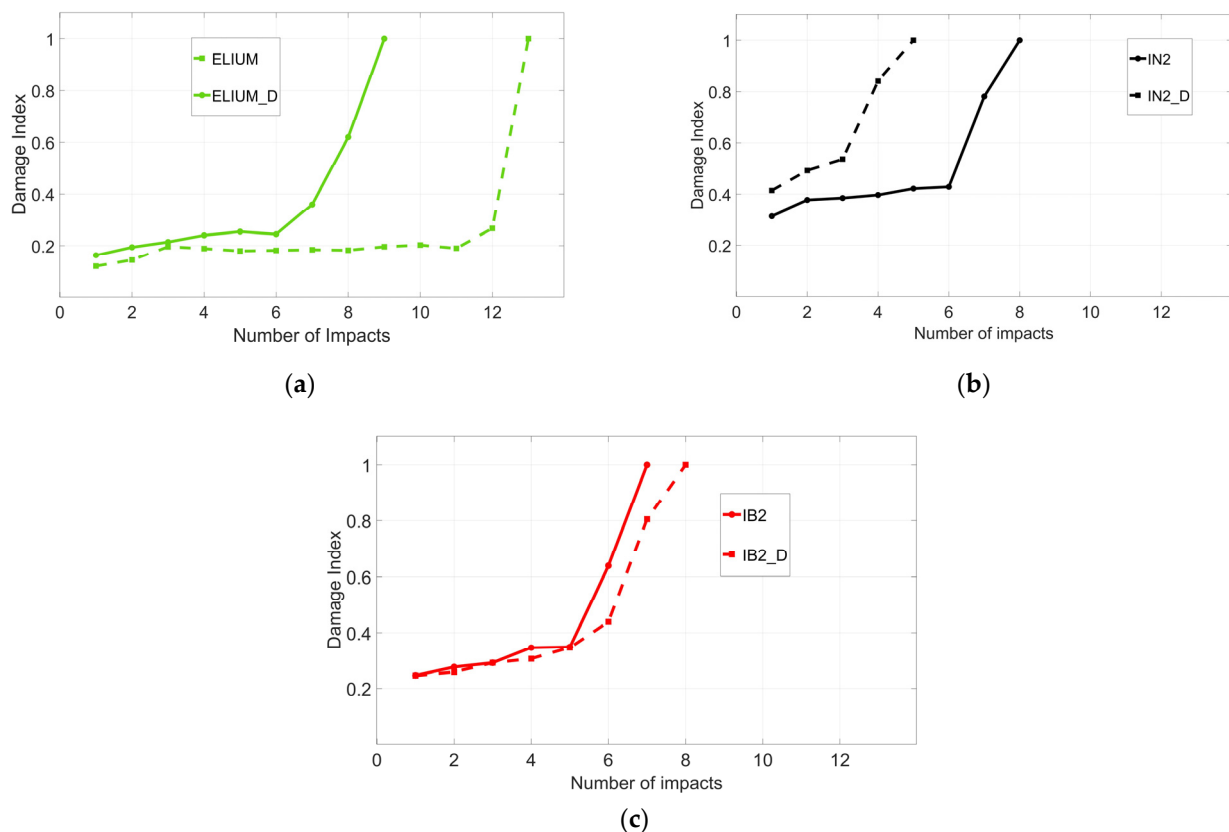 1
0.8
0.6
0.4
0.2
0 2 4 6 8 10 12
Damage Index
Number of Impacts
ELIUM
ELIUM_D
(a)
1
0.8
0.6
0.4
0.2
0 2 4 6 8 10 12
Damage Index
Number of impacts
IN2
IN2_D
(b)
1
0.8
0.6
0.4
0.2
0 2 4 6 8 10 12
Damage Index
Number of impacts
IB2
IB2_D
(c)